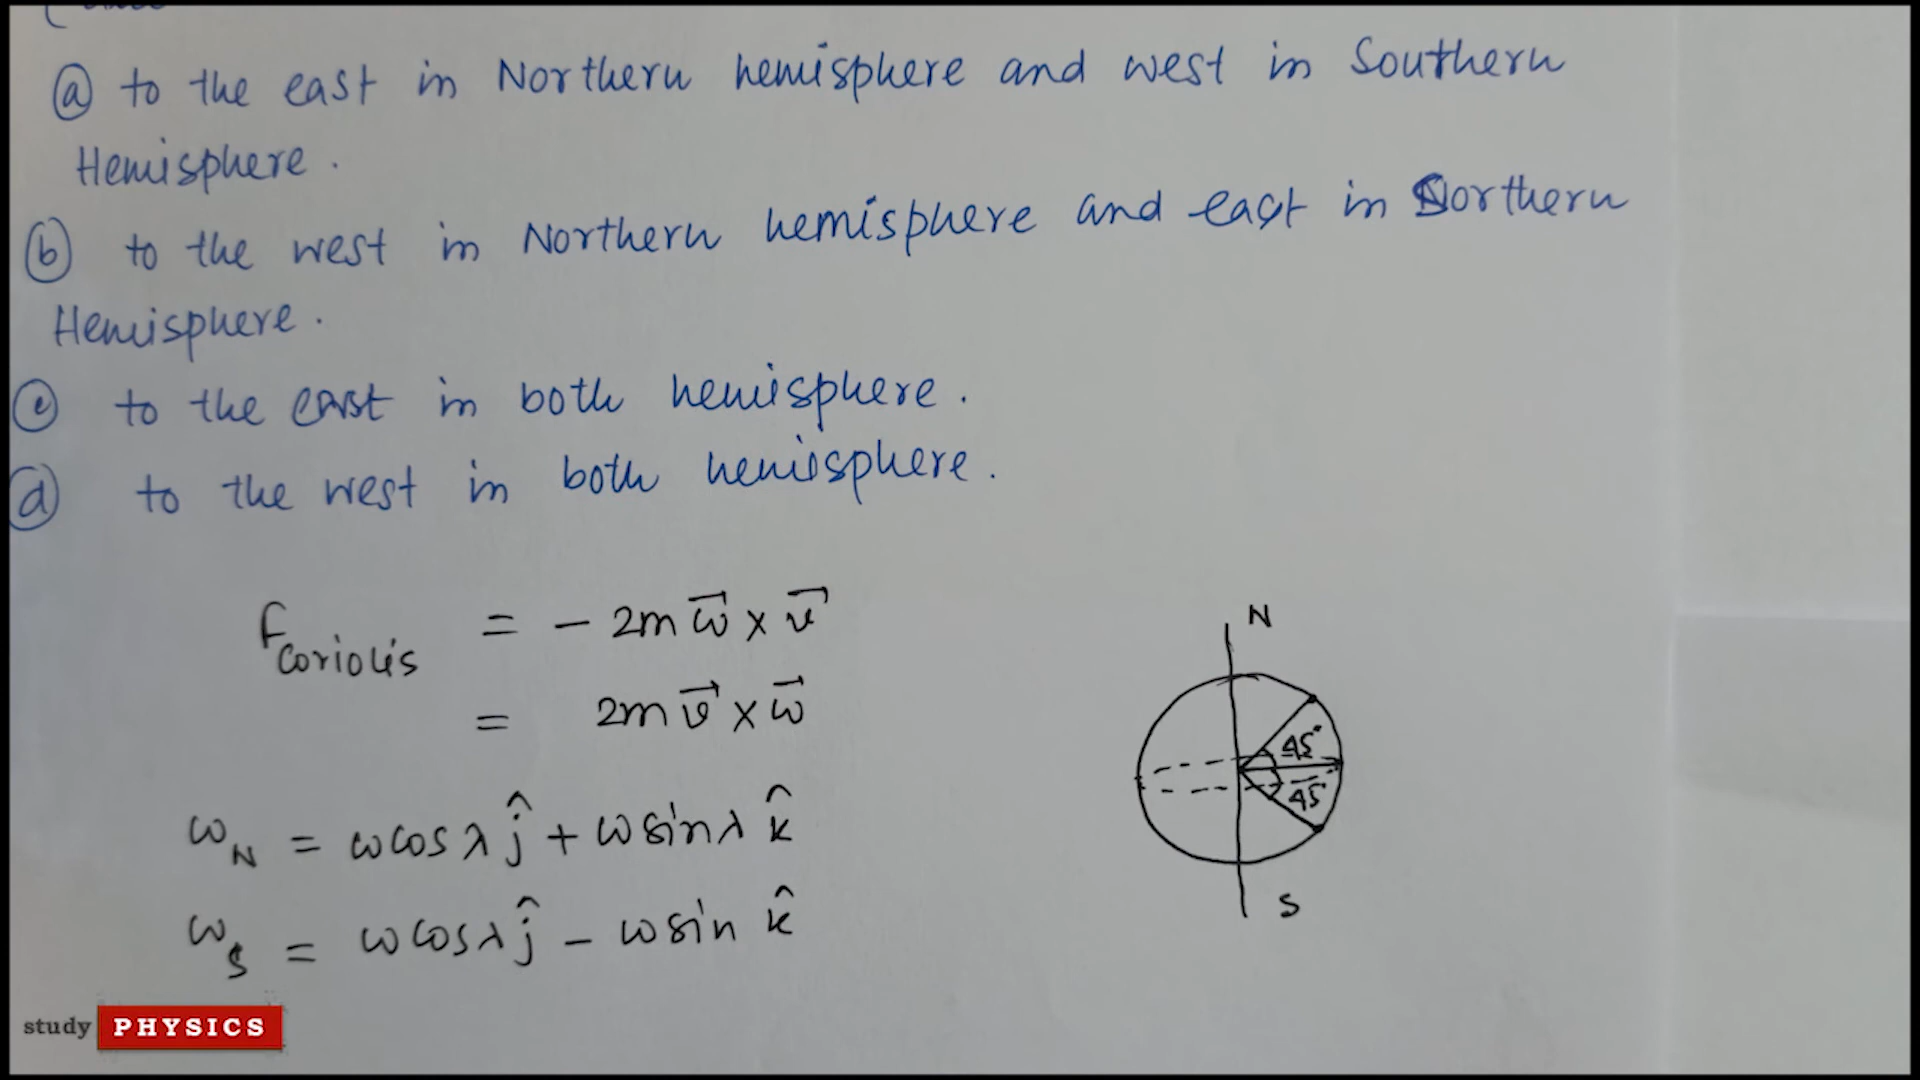 ⓐ to the east in Northern hemisphere and west in Southern
Hemisphere.
ⓑ to the west in Northern hemisphere and east in Sorthern
Hemisphere.
ⓒ to the east in both hemisphere.
ⓓ to the west in both hemisphere.
F_coriolis = - 2m ω⃗ × v⃗
= 2m v⃗ × ω⃗
N
45°
45
ω_N = ω cos λ ĵ + ω sin λ k̂
ω_S = ω cos λ ĵ - ω sin k̂
S
study PHYSICS